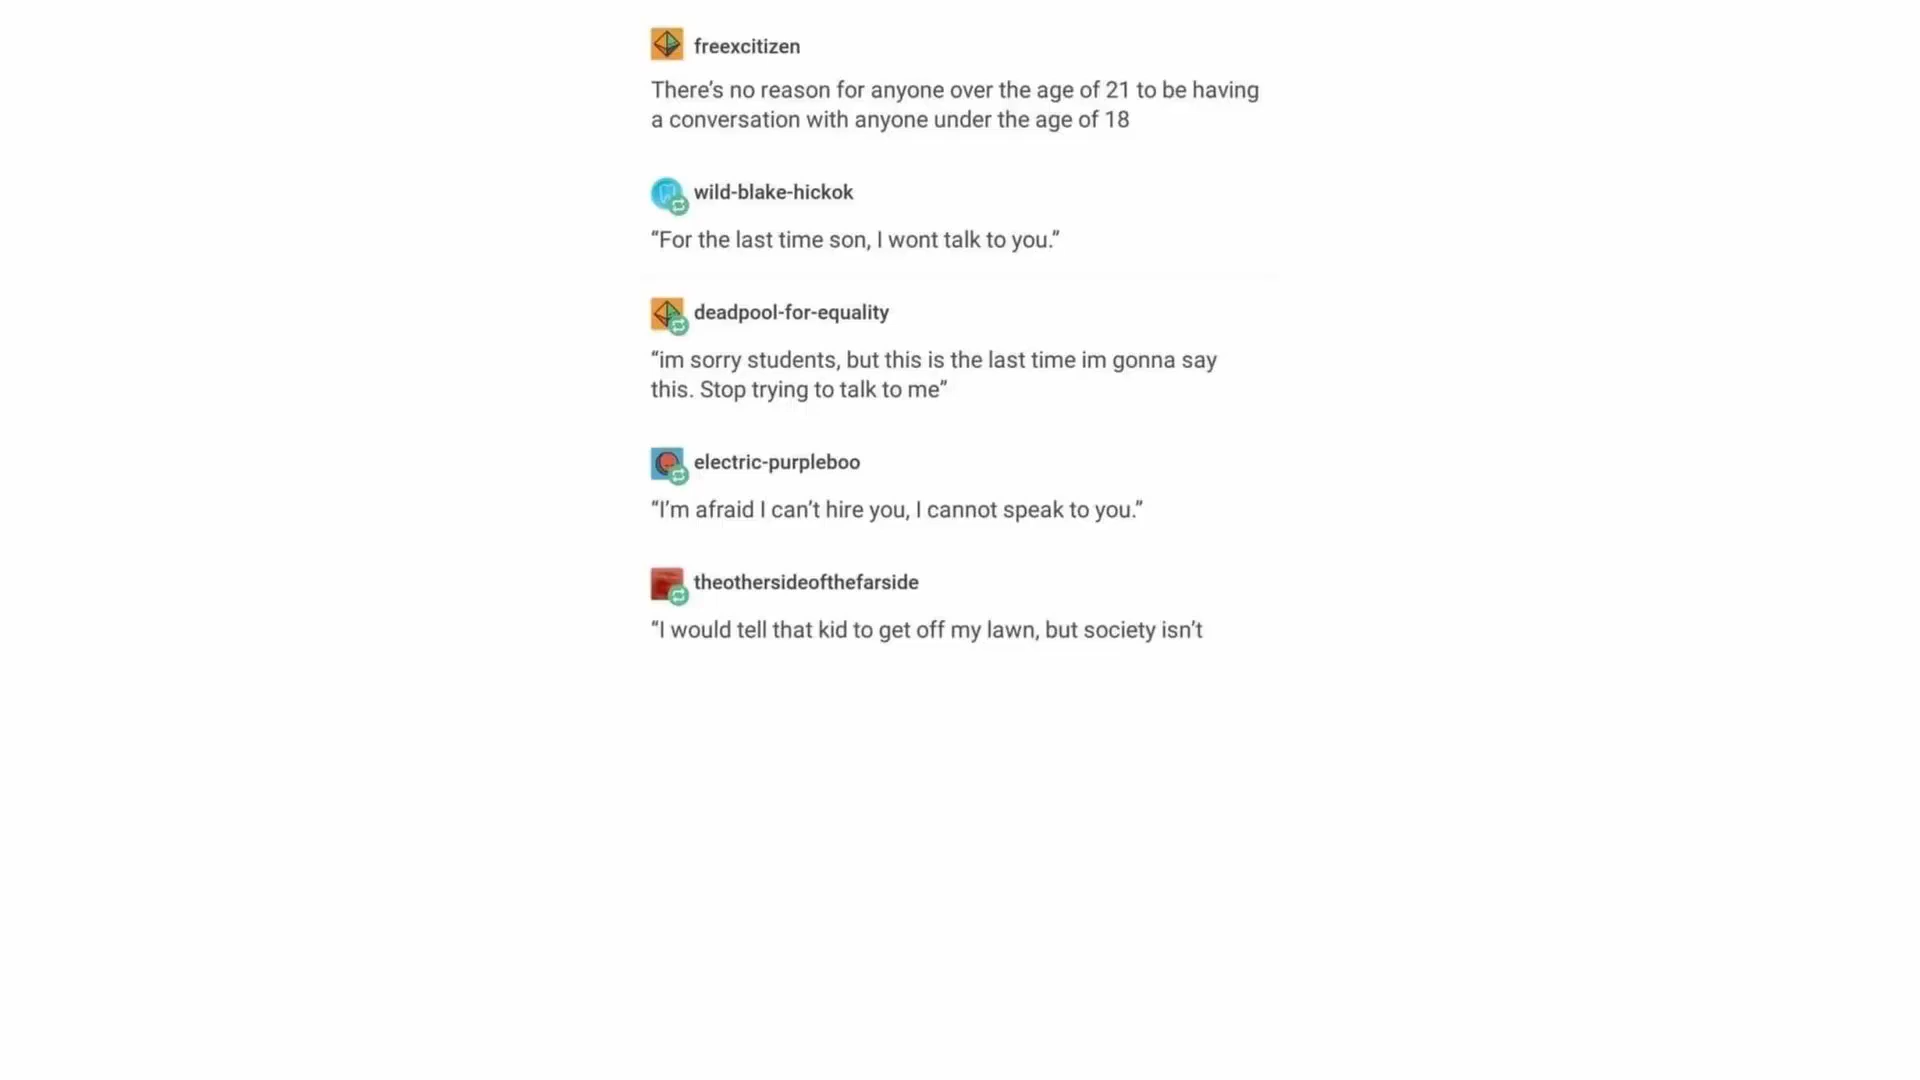 freexcitizen
There’s no reason for anyone over the age of 21 to be having
a conversation with anyone under the age of 18
wild-blake-hickok
“For the last time son, I wont talk to you.”
deadpool-for-equality
“im sorry students, but this is the last time im gonna say
this. Stop trying to talk to me”
electric-purpleboo
“I’m afraid I can’t hire you, I cannot speak to you.”
theothersideofthefarside
“I would tell that kid to get off my lawn, but society isn’t